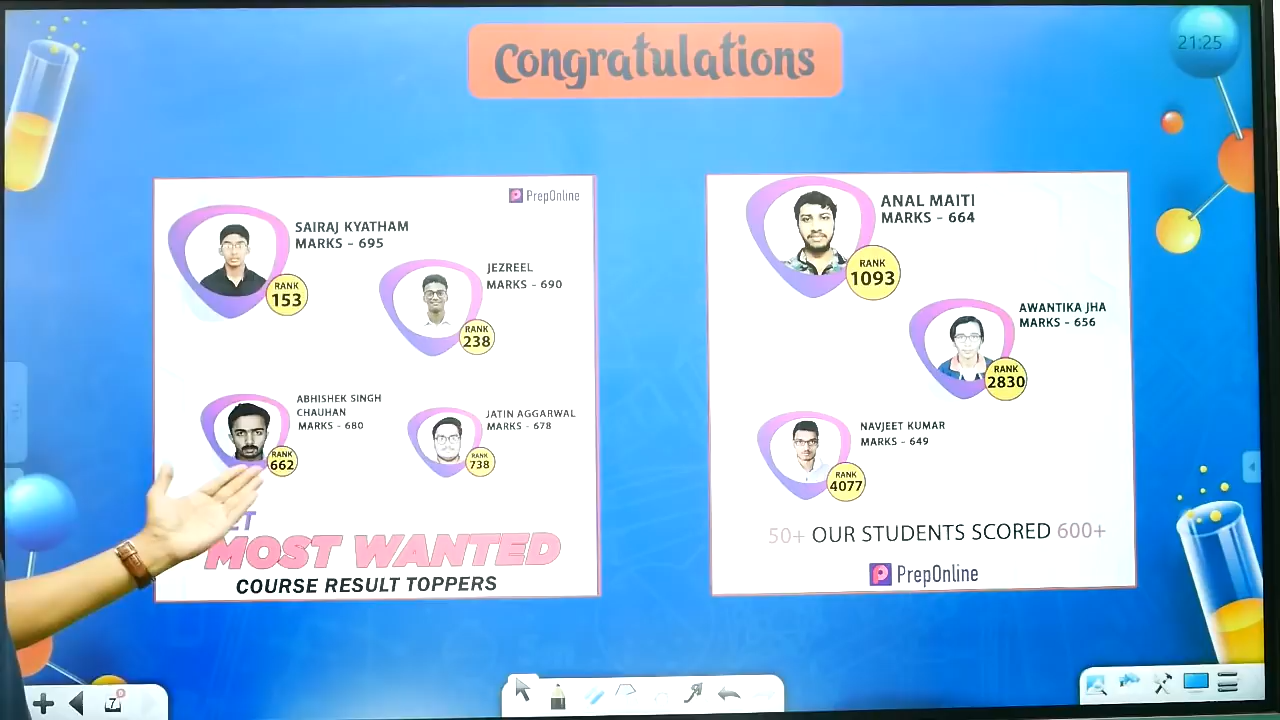 Congratulations
21:25
PrepOnline
SAIRAJ KYATHAM
MARKS - 695
RANK
153
JEZREEL
MARKS - 690
RANK
238
ABHISHEK SINGH
CHAUHAN
MARKS - 680
RANK
662
JATIN AGGARWAL
MARKS - 678
RANK
738
MOST WANTED
COURSE RESULT TOPPERS
ANAL MAITI
MARKS - 664
RANK
1093
AWANTIKA JHA
MARKS - 656
RANK
2830
NAVJEET KUMAR
MARKS - 649
RANK
4077
50+ OUR STUDENTS SCORED 600+
PrepOnline
7